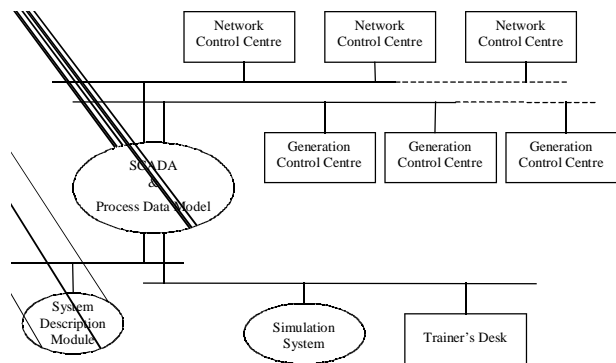 Network
Control Centre
Network
Control Centre
Network
Control Centre
Generation
Control Centre
Generation
Control Centre
Generation
Control Centre
SCADA
&
Process Data Model
System
Description
Module
Simulation
System
Trainer's Desk